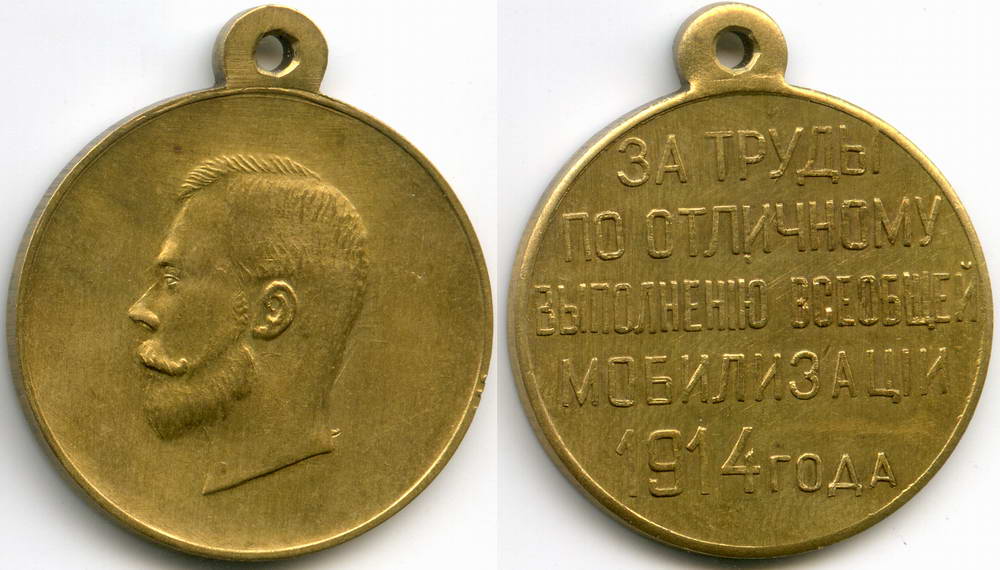 ЗА ТРУДЫ
ПО ОТЛИЧНОМУ
ВЫПОЛНЕНІЮ ВСЕОБЩЕЙ
МОБИЛИЗАЦІИ
1914 ГОДА